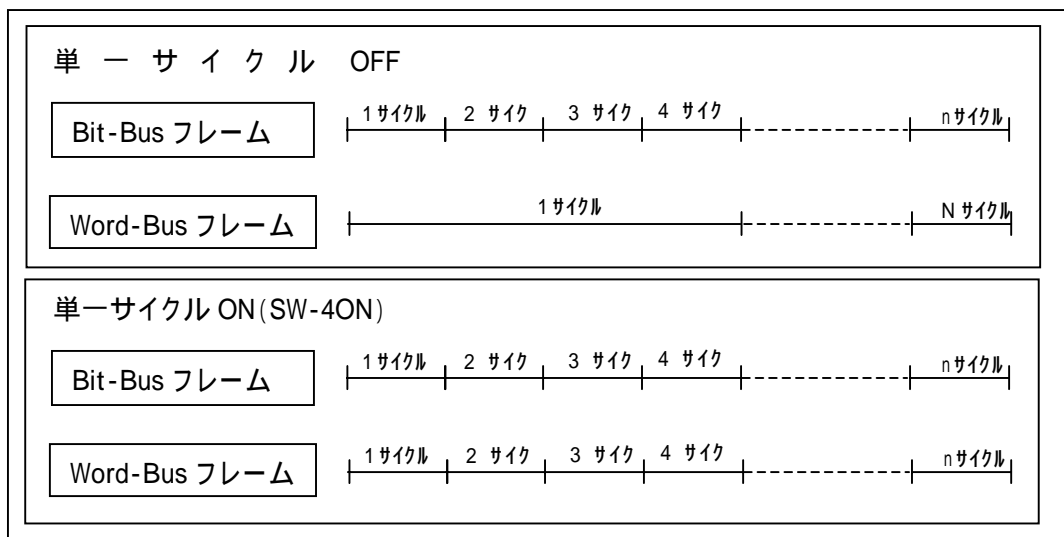 単一サイクル OFF
Bit-Bus フレーム
1サイクル 2 サイク 3 サイク 4 サイク nサイクル
Word-Bus フレーム
1サイクル N サイクル
単一サイクル ON(SW-4ON)
Bit-Bus フレーム
1サイクル 2 サイク 3 サイク 4 サイク nサイクル
Word-Bus フレーム
1サイクル 2 サイク 3 サイク 4 サイク nサイクル